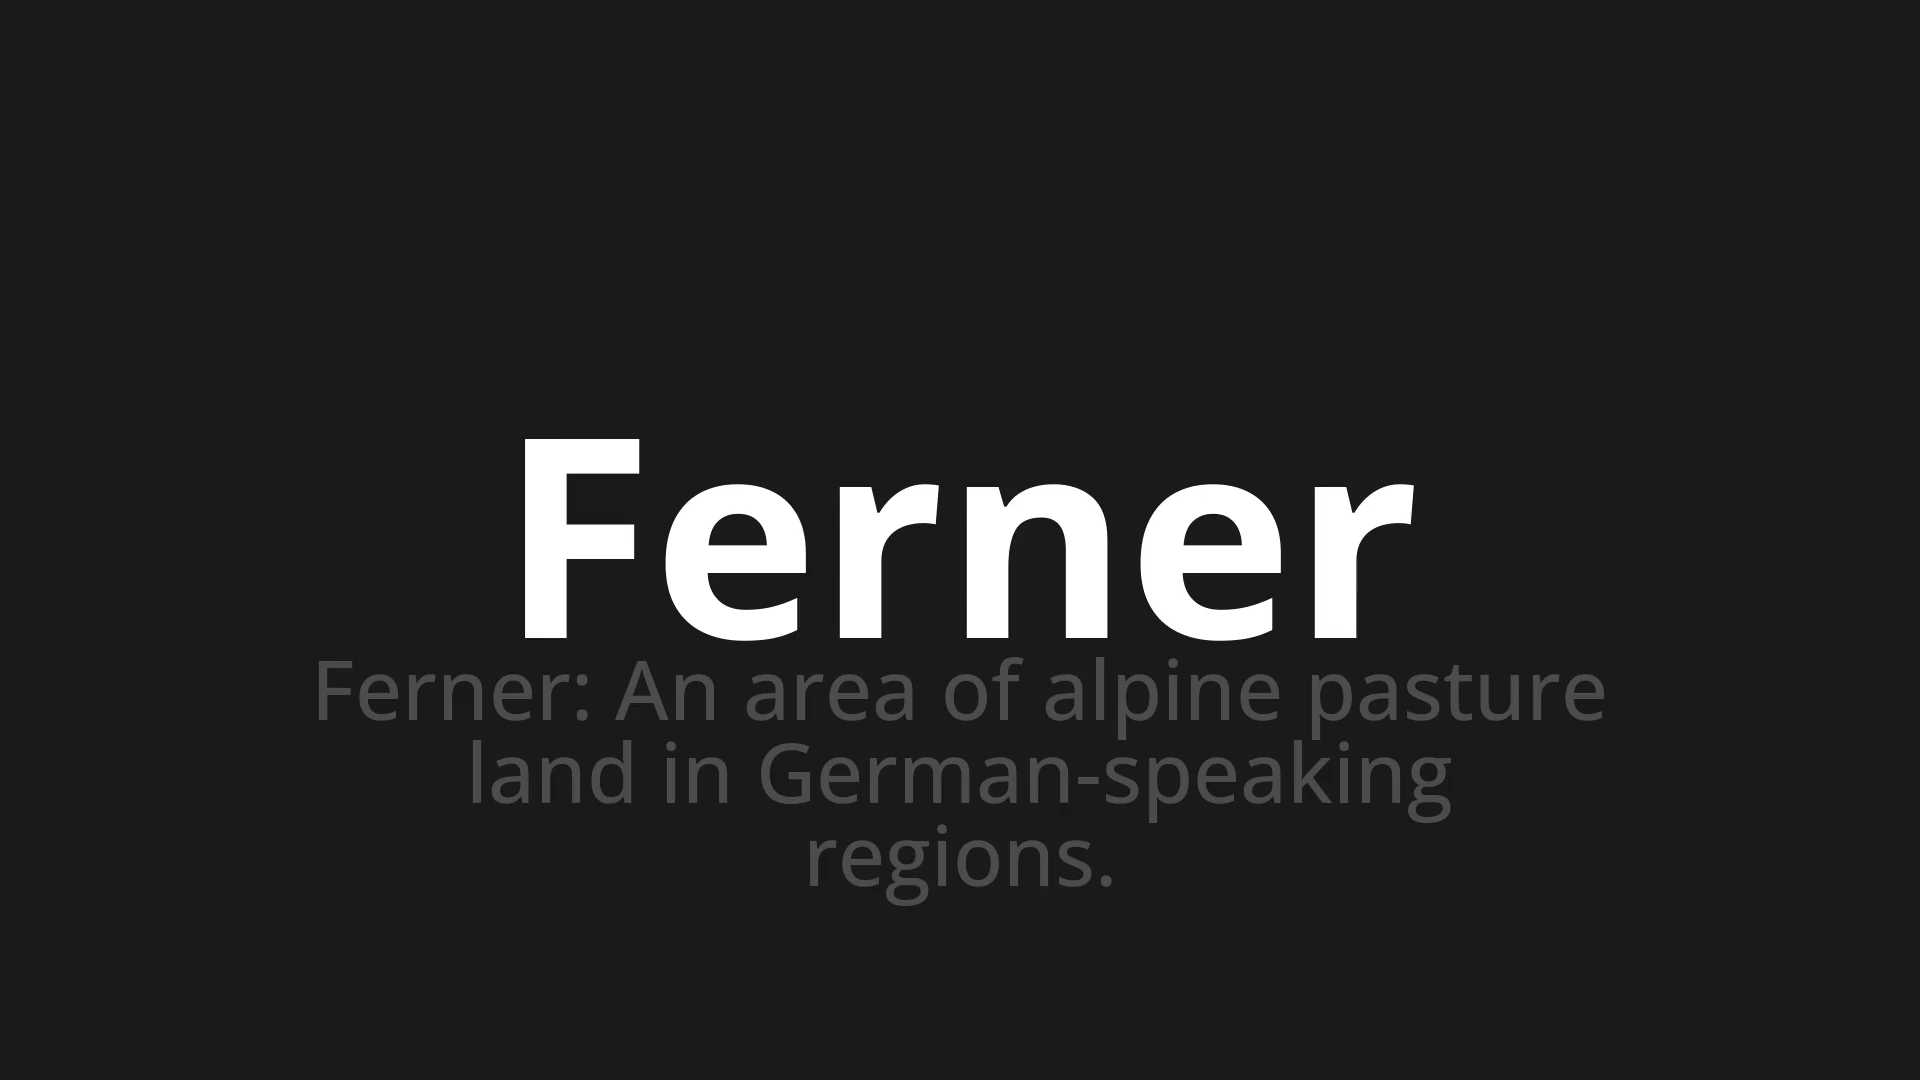 Ferner
Ferner: An area of alpine pasture
land in German-speaking
regions.